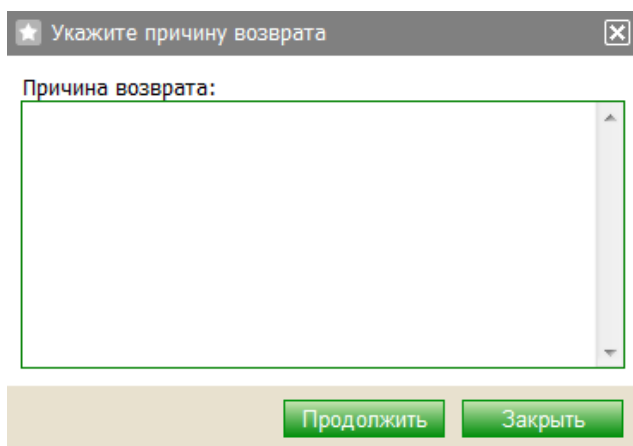 Укажите причину возврата
Причина возврата:
Продолжить Закрыть